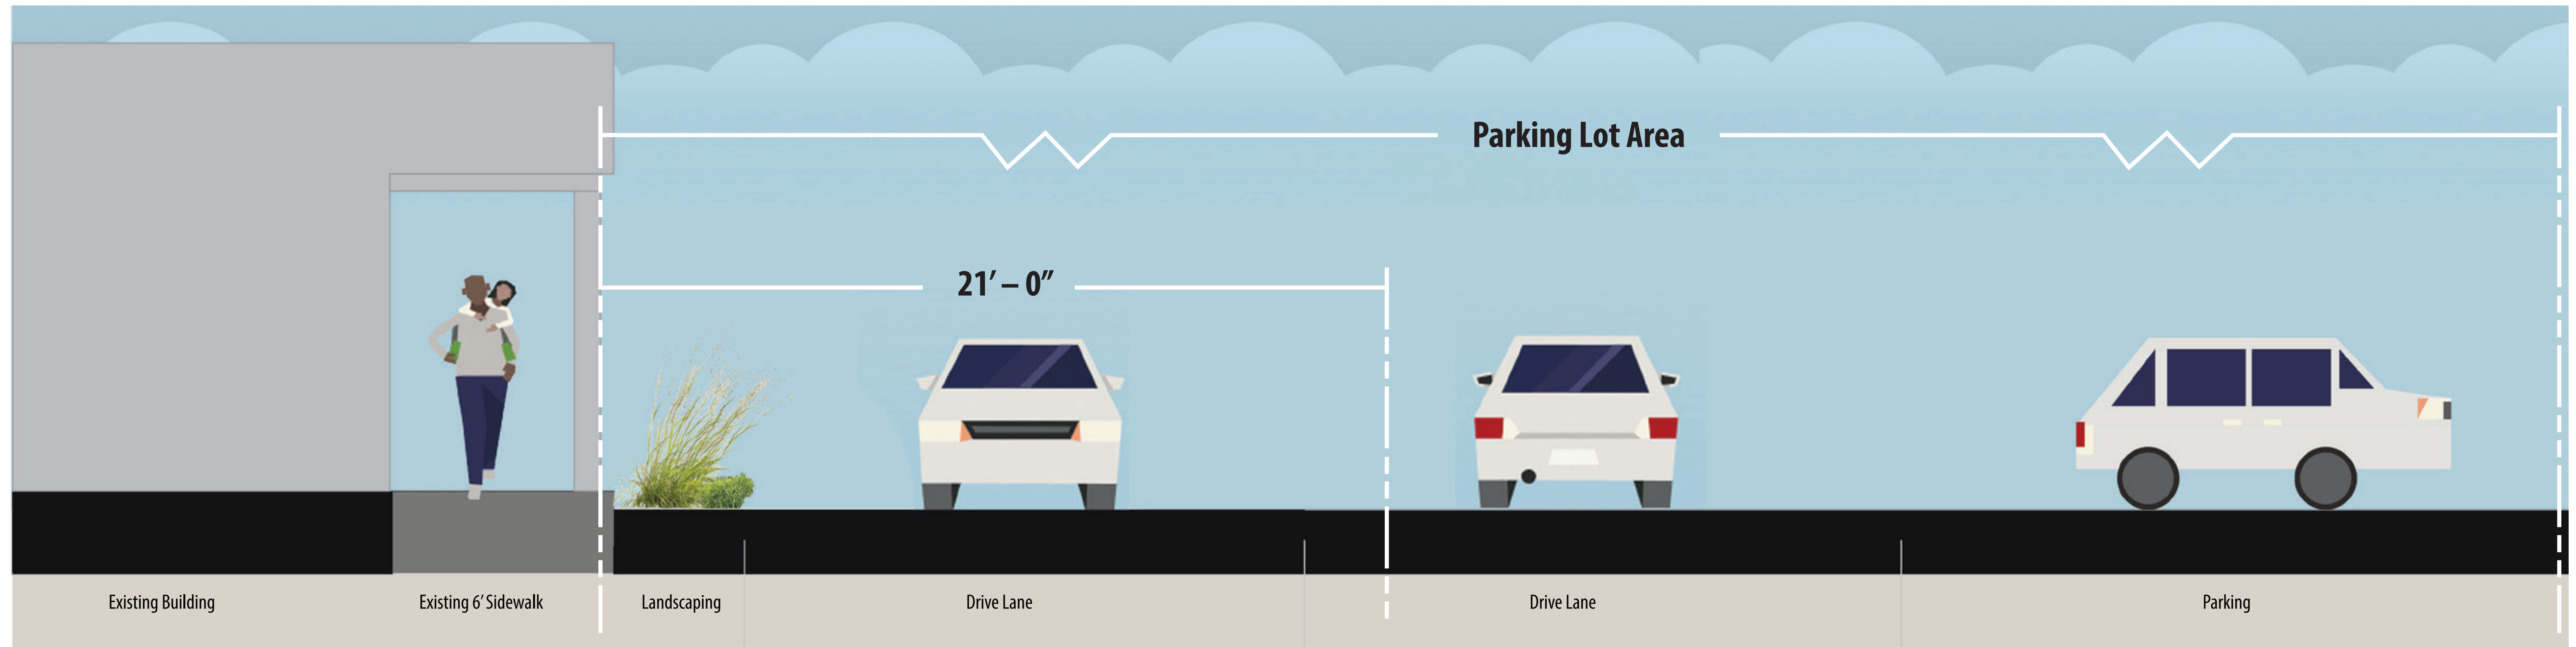 Parking Lot Area
21’ – 0”
Existing Building
Existing 6’ Sidewalk
Landscaping
Drive Lane
Drive Lane
Parking